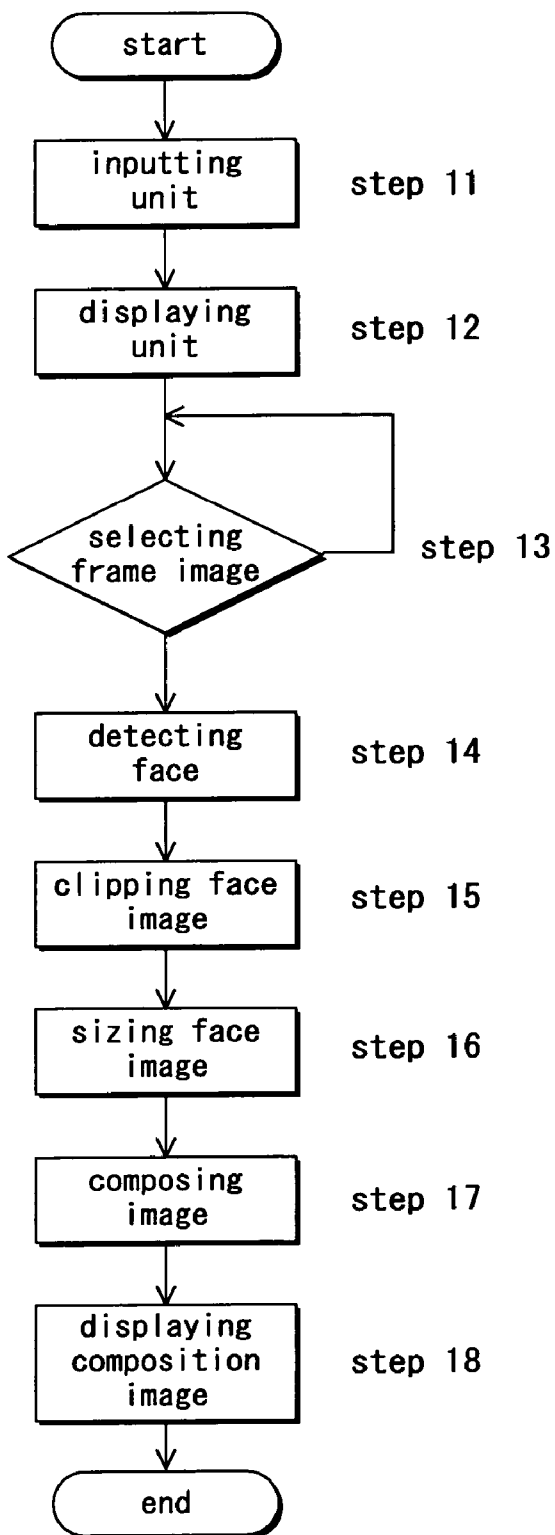 start
inputting
unit
step 11
displaying
unit
step 12
selecting
frame image
step 13
detecting
face
step 14
clipping face
image
step 15
sizing face
image
step 16
composing
image
step 17
displaying
composition
image
step 18
end